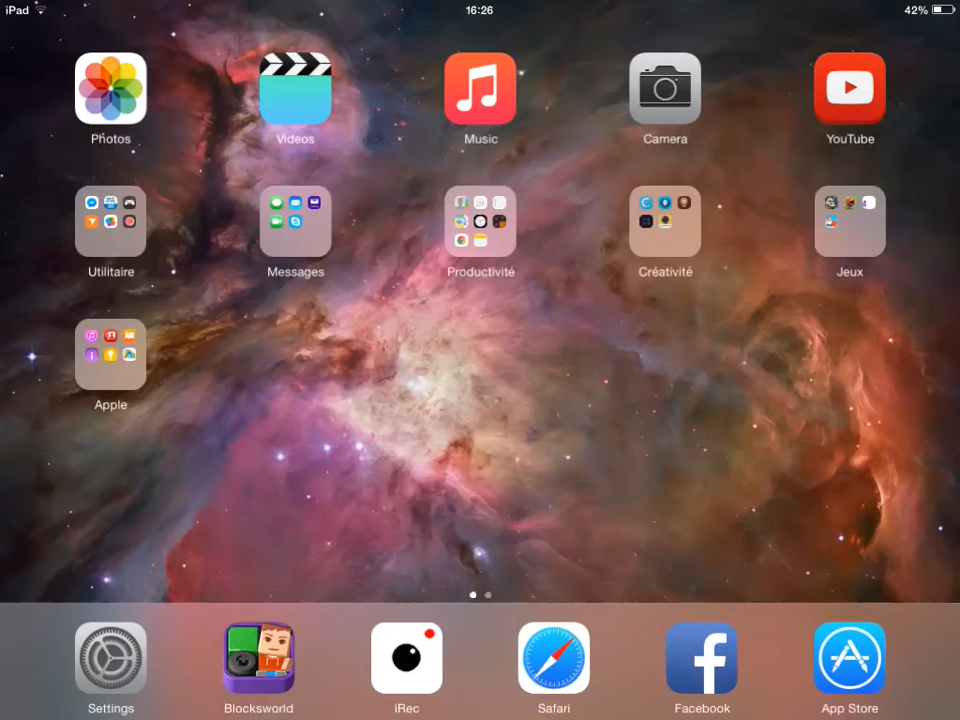 iPad 16:26 42%
Photos Videos Music Camera YouTube
Utilitaire Messages Productivité Créativité Jeux
Apple
Settings Blocksworld iRec Safari Facebook App Store